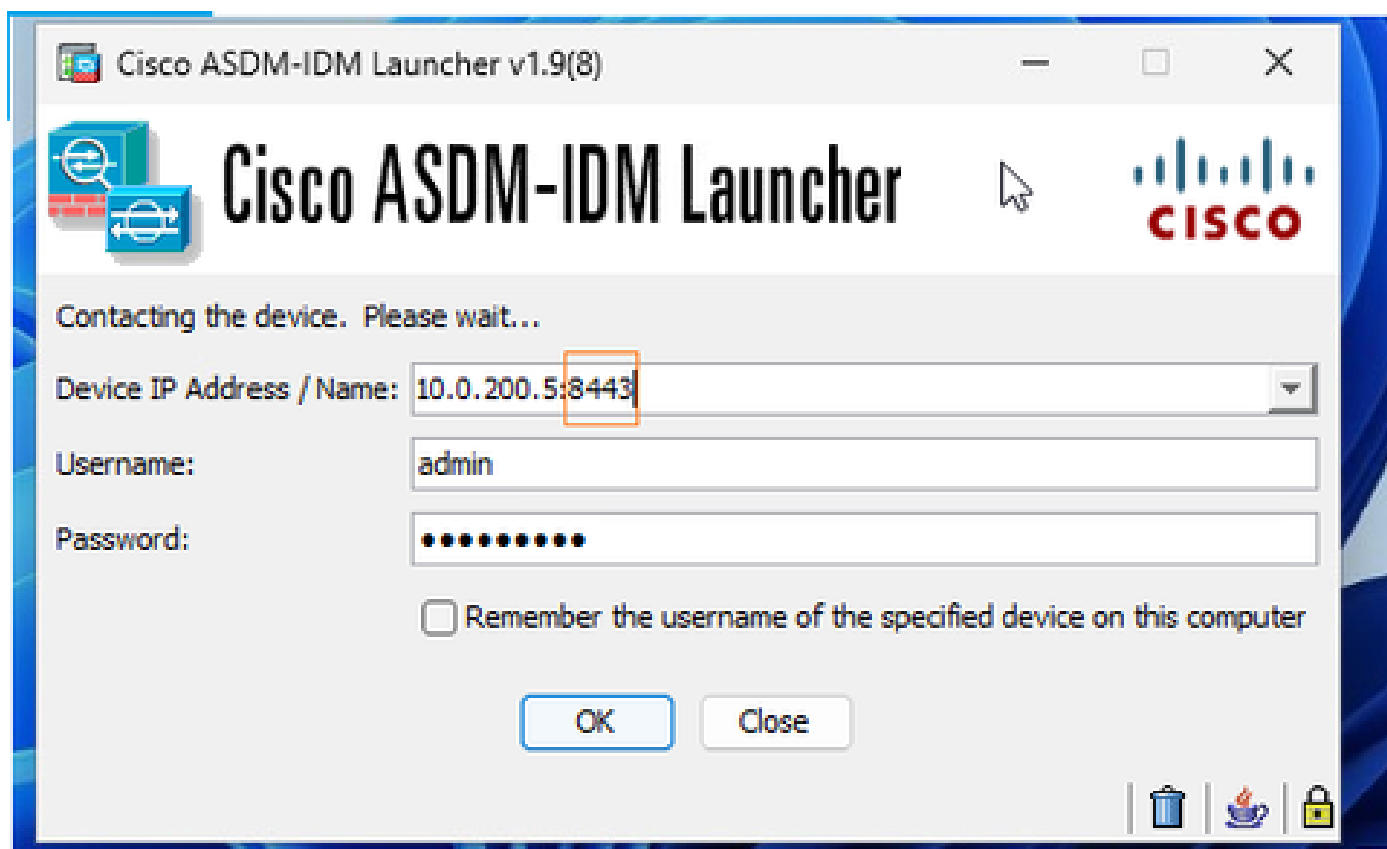 Cisco ASDM-IDM Launcher v1.9(8)
Cisco ASDM-IDM Launcher
CISCO
Contacting the device. Please wait...
Device IP Address / Name: 10.0.200.5:8443
Username: admin
Password: •••••••••
Remember the username of the specified device on this computer
OK Close